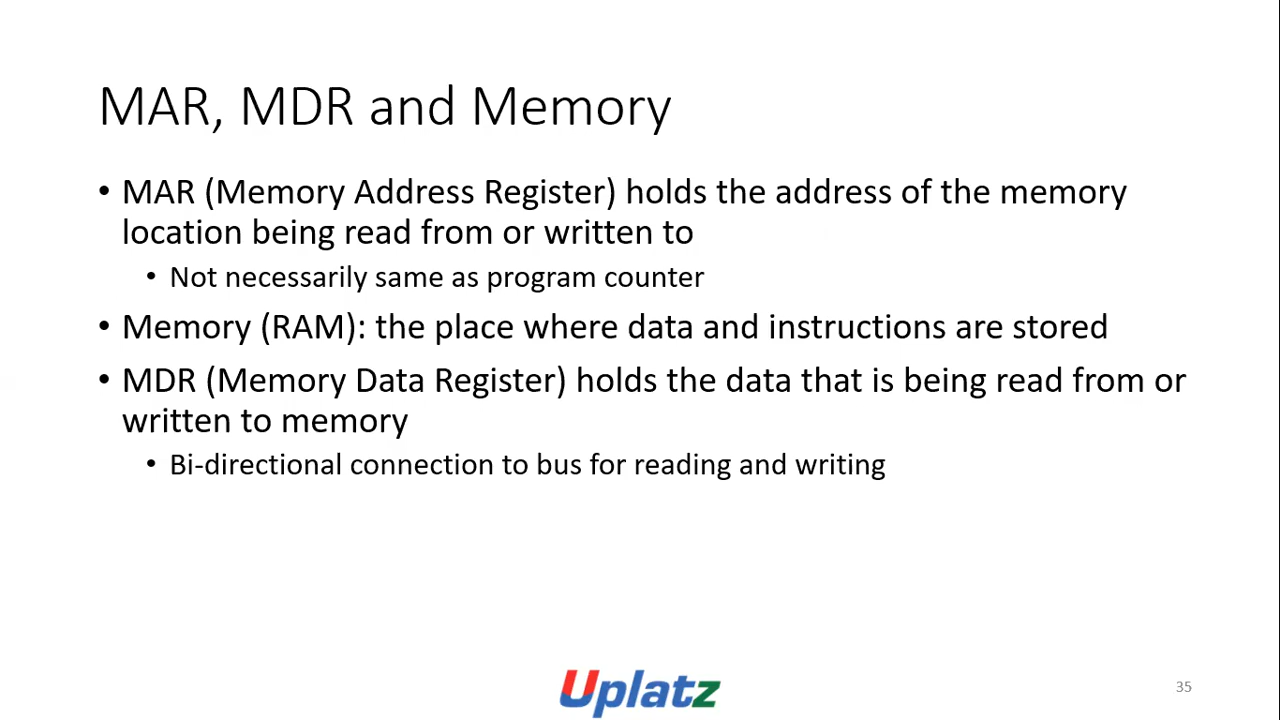 MAR, MDR and Memory
• MAR (Memory Address Register) holds the address of the memory
location being read from or written to
• Not necessarily same as program counter
• Memory (RAM): the place where data and instructions are stored
• MDR (Memory Data Register) holds the data that is being read from or
written to memory
• Bi-directional connection to bus for reading and writing
Uplatz
35